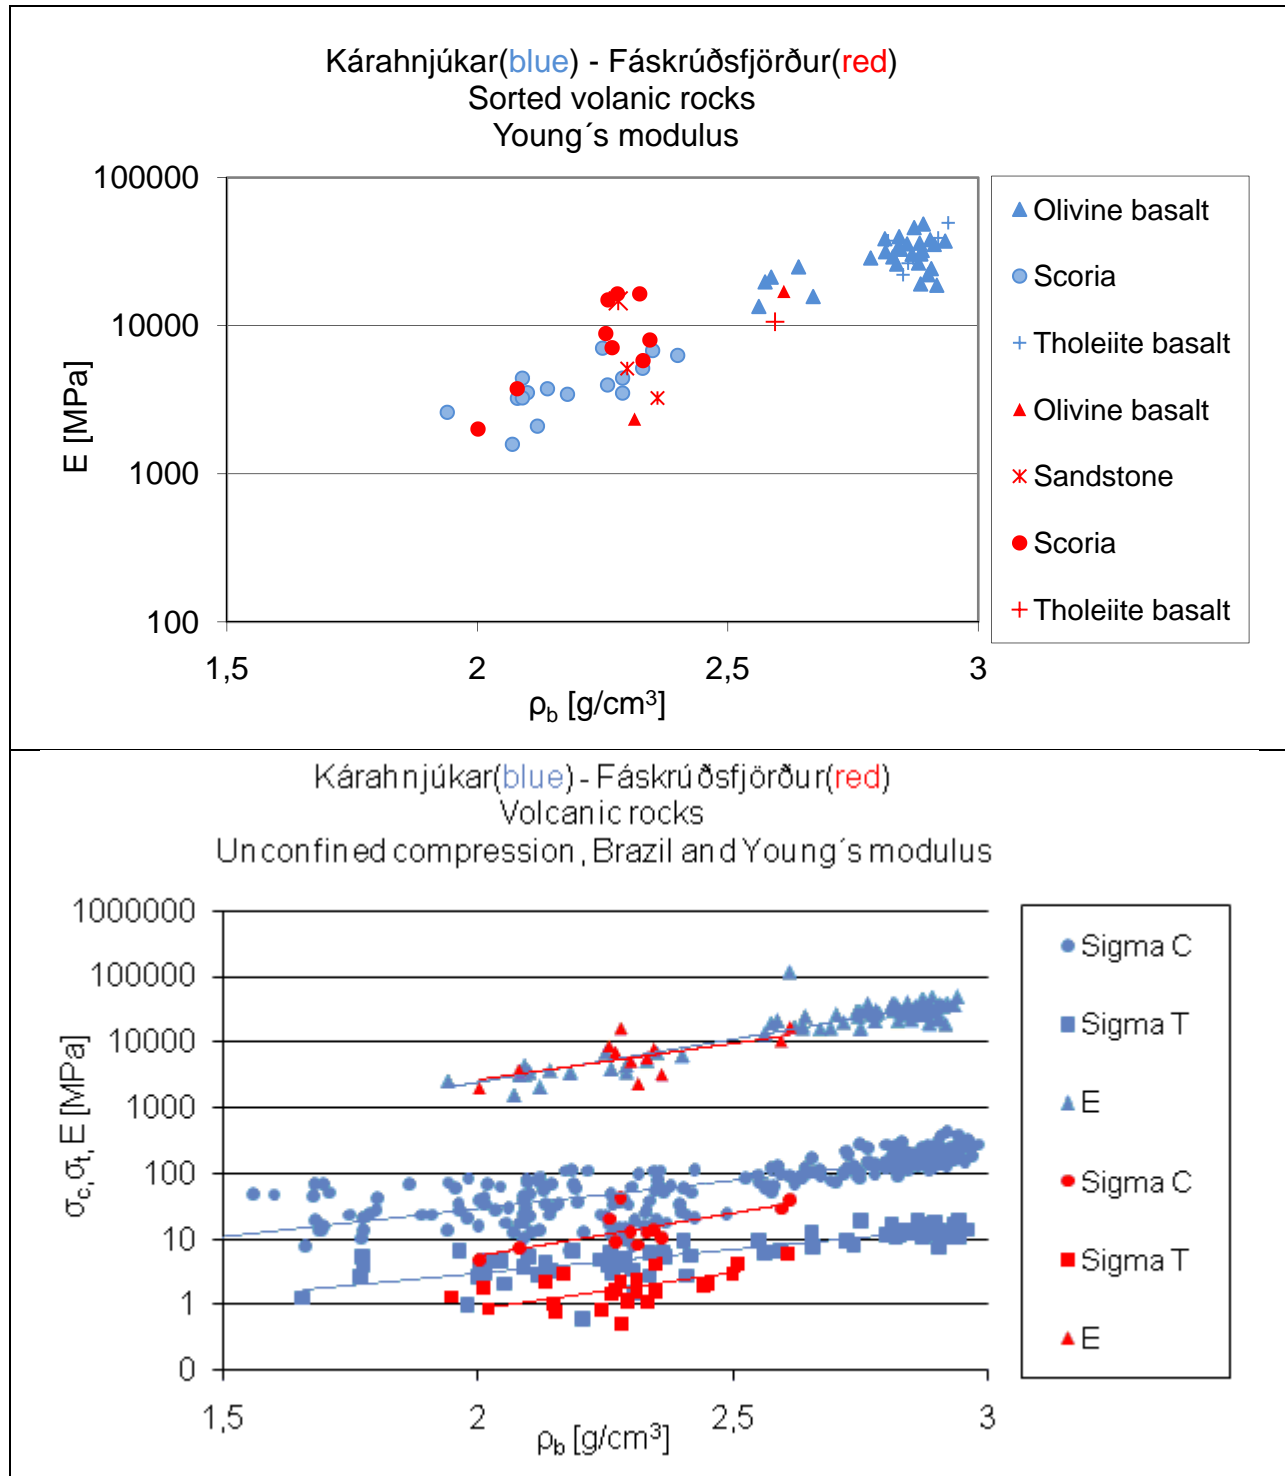 Kárahnjúkar(blue) - Fáskrúðsfjörður(red)
Sorted volanic rocks
Young´s modulus
100000
10000
1000
100
E [MPa]
1,5 2 2,5 3
ρb [g/cm³]
Olivine basalt
Scoria
Tholeiite basalt
Olivine basalt
Sandstone
Scoria
Tholeiite basalt
Kárahnjúkar(blue) - Fáskrúðsfjörður(red)
Volcanic rocks
Unconfined compression, Brazil and Young´s modulus
1000000
100000
10000
1000
100
10
1
0
σc, σt, E [MPa]
1,5 2 2,5 3
ρb [g/cm³]
Sigma C
Sigma T
E
Sigma C
Sigma T
E